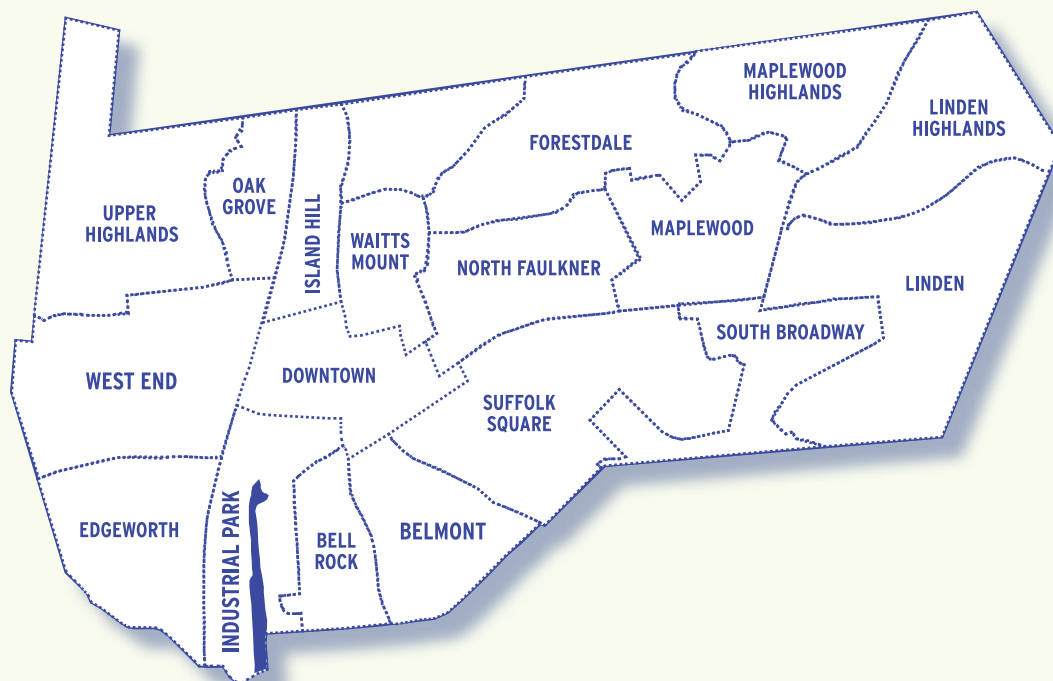 MAPLEWOOD
HIGHLANDS
LINDEN
HIGHLANDS
FORESTDALE
OAK
GROVE
UPPER
HIGHLANDS
ISLAND HILL
WAITTS
MOUNT
MAPLEWOOD
NORTH FAULKNER
LINDEN
SOUTH BROADWAY
WEST END
DOWNTOWN
SUFFOLK
SQUARE
EDGEWORTH
INDUSTRIAL PARK
BELL
ROCK
BELMONT